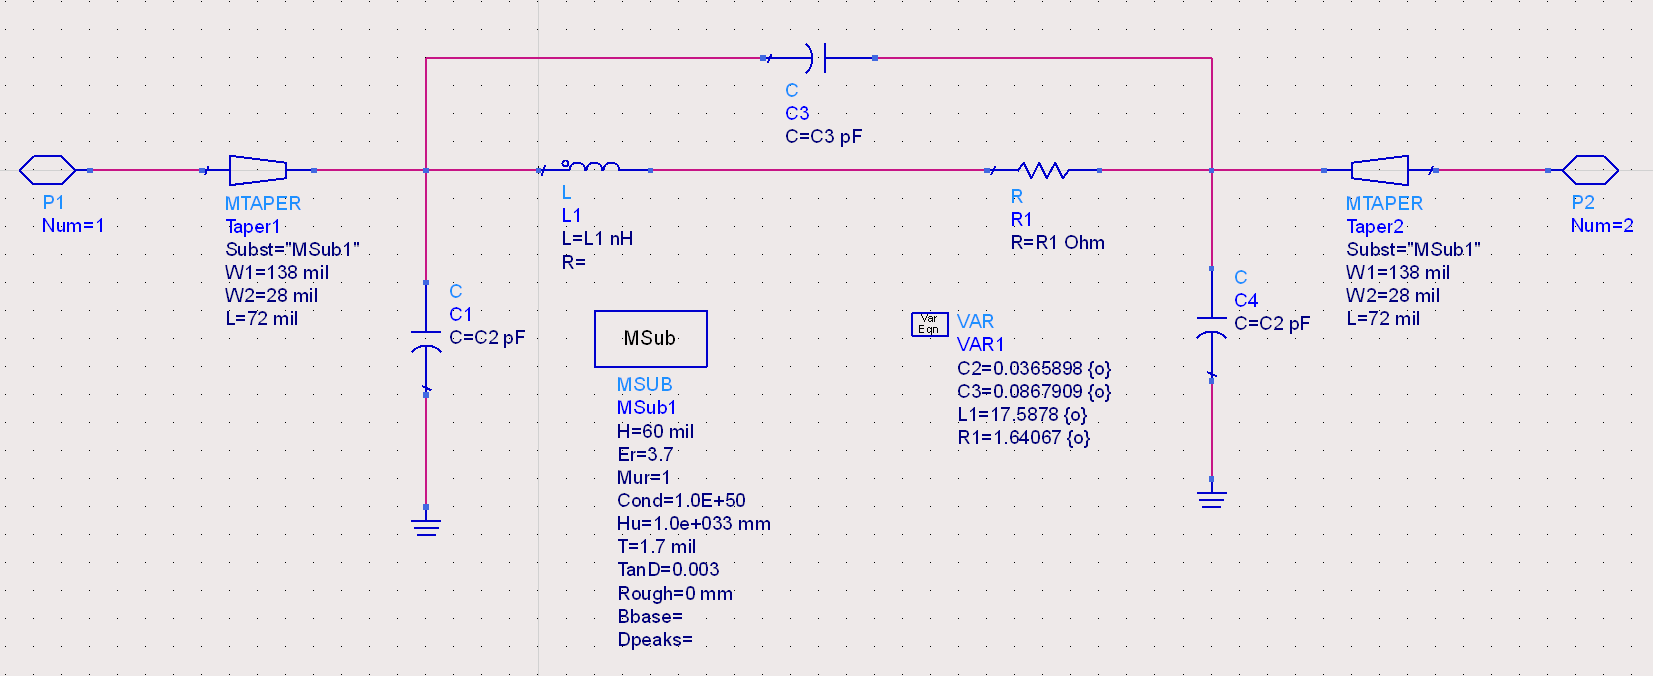 C
C3
C=C3 pF
P1
Num=1
MTAPER
Taper1
Subst="MSub1"
W1=138 mil
W2=28 mil
L=72 mil
L
L1
L=L1 nH
R=
R
R1
R=R1 Ohm
MTAPER
Taper2
Subst="MSub1"
W1=138 mil
W2=28 mil
L=72 mil
P2
Num=2
C
C1
C=C2 pF
C
C4
C=C2 pF
MSub
MSUB
MSub1
H=60 mil
Er=3.7
Mur=1
Cond=1.0E+50
Hu=1.0e+033 mm
T=1.7 mil
TanD=0.003
Rough=0 mm
Bbase=
Dpeaks=
Var
Eqn
VAR
VAR1
C2=0.0365898 {o}
C3=0.0867909 {o}
L1=17.5878 {o}
R1=1.64067 {o}